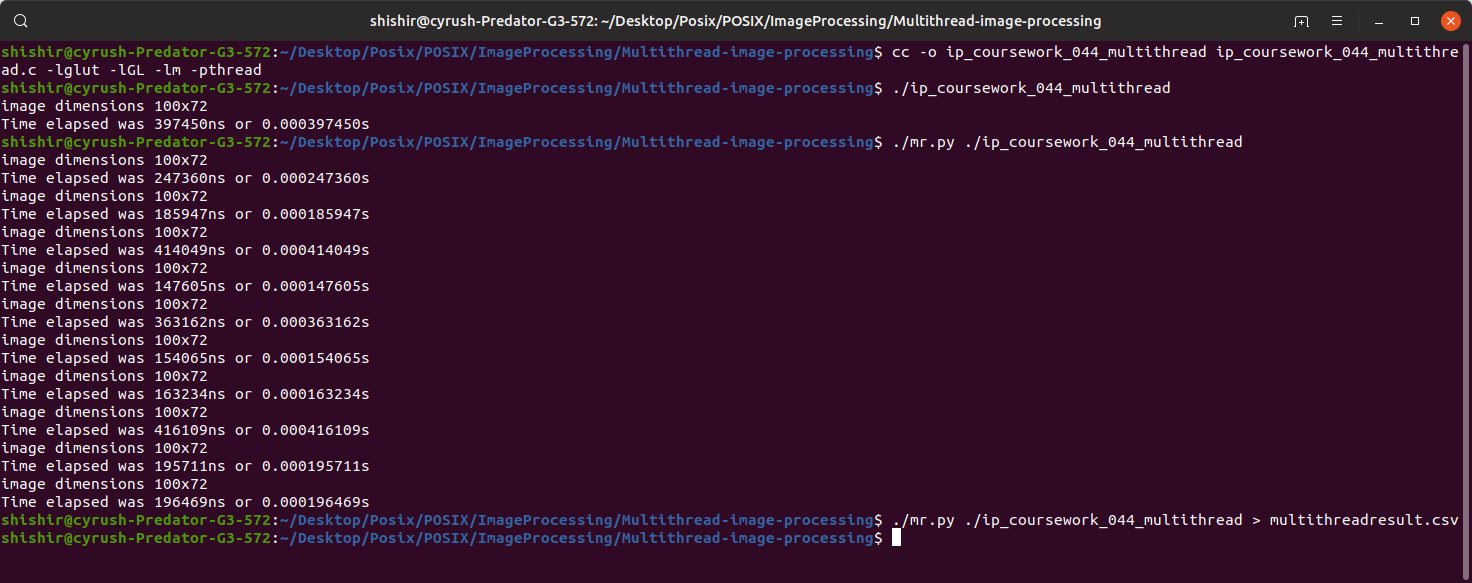 shishir@cyrush-Predator-G3-572: ~/Desktop/Posix/POSIX/ImageProcessing/Multithread-image-processing
shishir@cyrush-Predator-G3-572:~/Desktop/Posix/POSIX/ImageProcessing/Multithread-image-processing$ cc -o ip_coursework_044_multithread ip_coursework_044_multithre
ad.c -lglut -lGL -lm -pthread
shishir@cyrush-Predator-G3-572:~/Desktop/Posix/POSIX/ImageProcessing/Multithread-image-processing$ ./ip_coursework_044_multithread
image dimensions 100x72
Time elapsed was 397450ns or 0.000397450s
shishir@cyrush-Predator-G3-572:~/Desktop/Posix/POSIX/ImageProcessing/Multithread-image-processing$ ./mr.py ./ip_coursework_044_multithread
image dimensions 100x72
Time elapsed was 247360ns or 0.000247360s
image dimensions 100x72
Time elapsed was 185947ns or 0.000185947s
image dimensions 100x72
Time elapsed was 414049ns or 0.000414049s
image dimensions 100x72
Time elapsed was 147605ns or 0.000147605s
image dimensions 100x72
Time elapsed was 363162ns or 0.000363162s
image dimensions 100x72
Time elapsed was 154065ns or 0.000154065s
image dimensions 100x72
Time elapsed was 163234ns or 0.000163234s
image dimensions 100x72
Time elapsed was 416109ns or 0.000416109s
image dimensions 100x72
Time elapsed was 195711ns or 0.000195711s
image dimensions 100x72
Time elapsed was 196469ns or 0.000196469s
shishir@cyrush-Predator-G3-572:~/Desktop/Posix/POSIX/ImageProcessing/Multithread-image-processing$ ./mr.py ./ip_coursework_044_multithread > multithreadresult.csv
shishir@cyrush-Predator-G3-572:~/Desktop/Posix/POSIX/ImageProcessing/Multithread-image-processing$